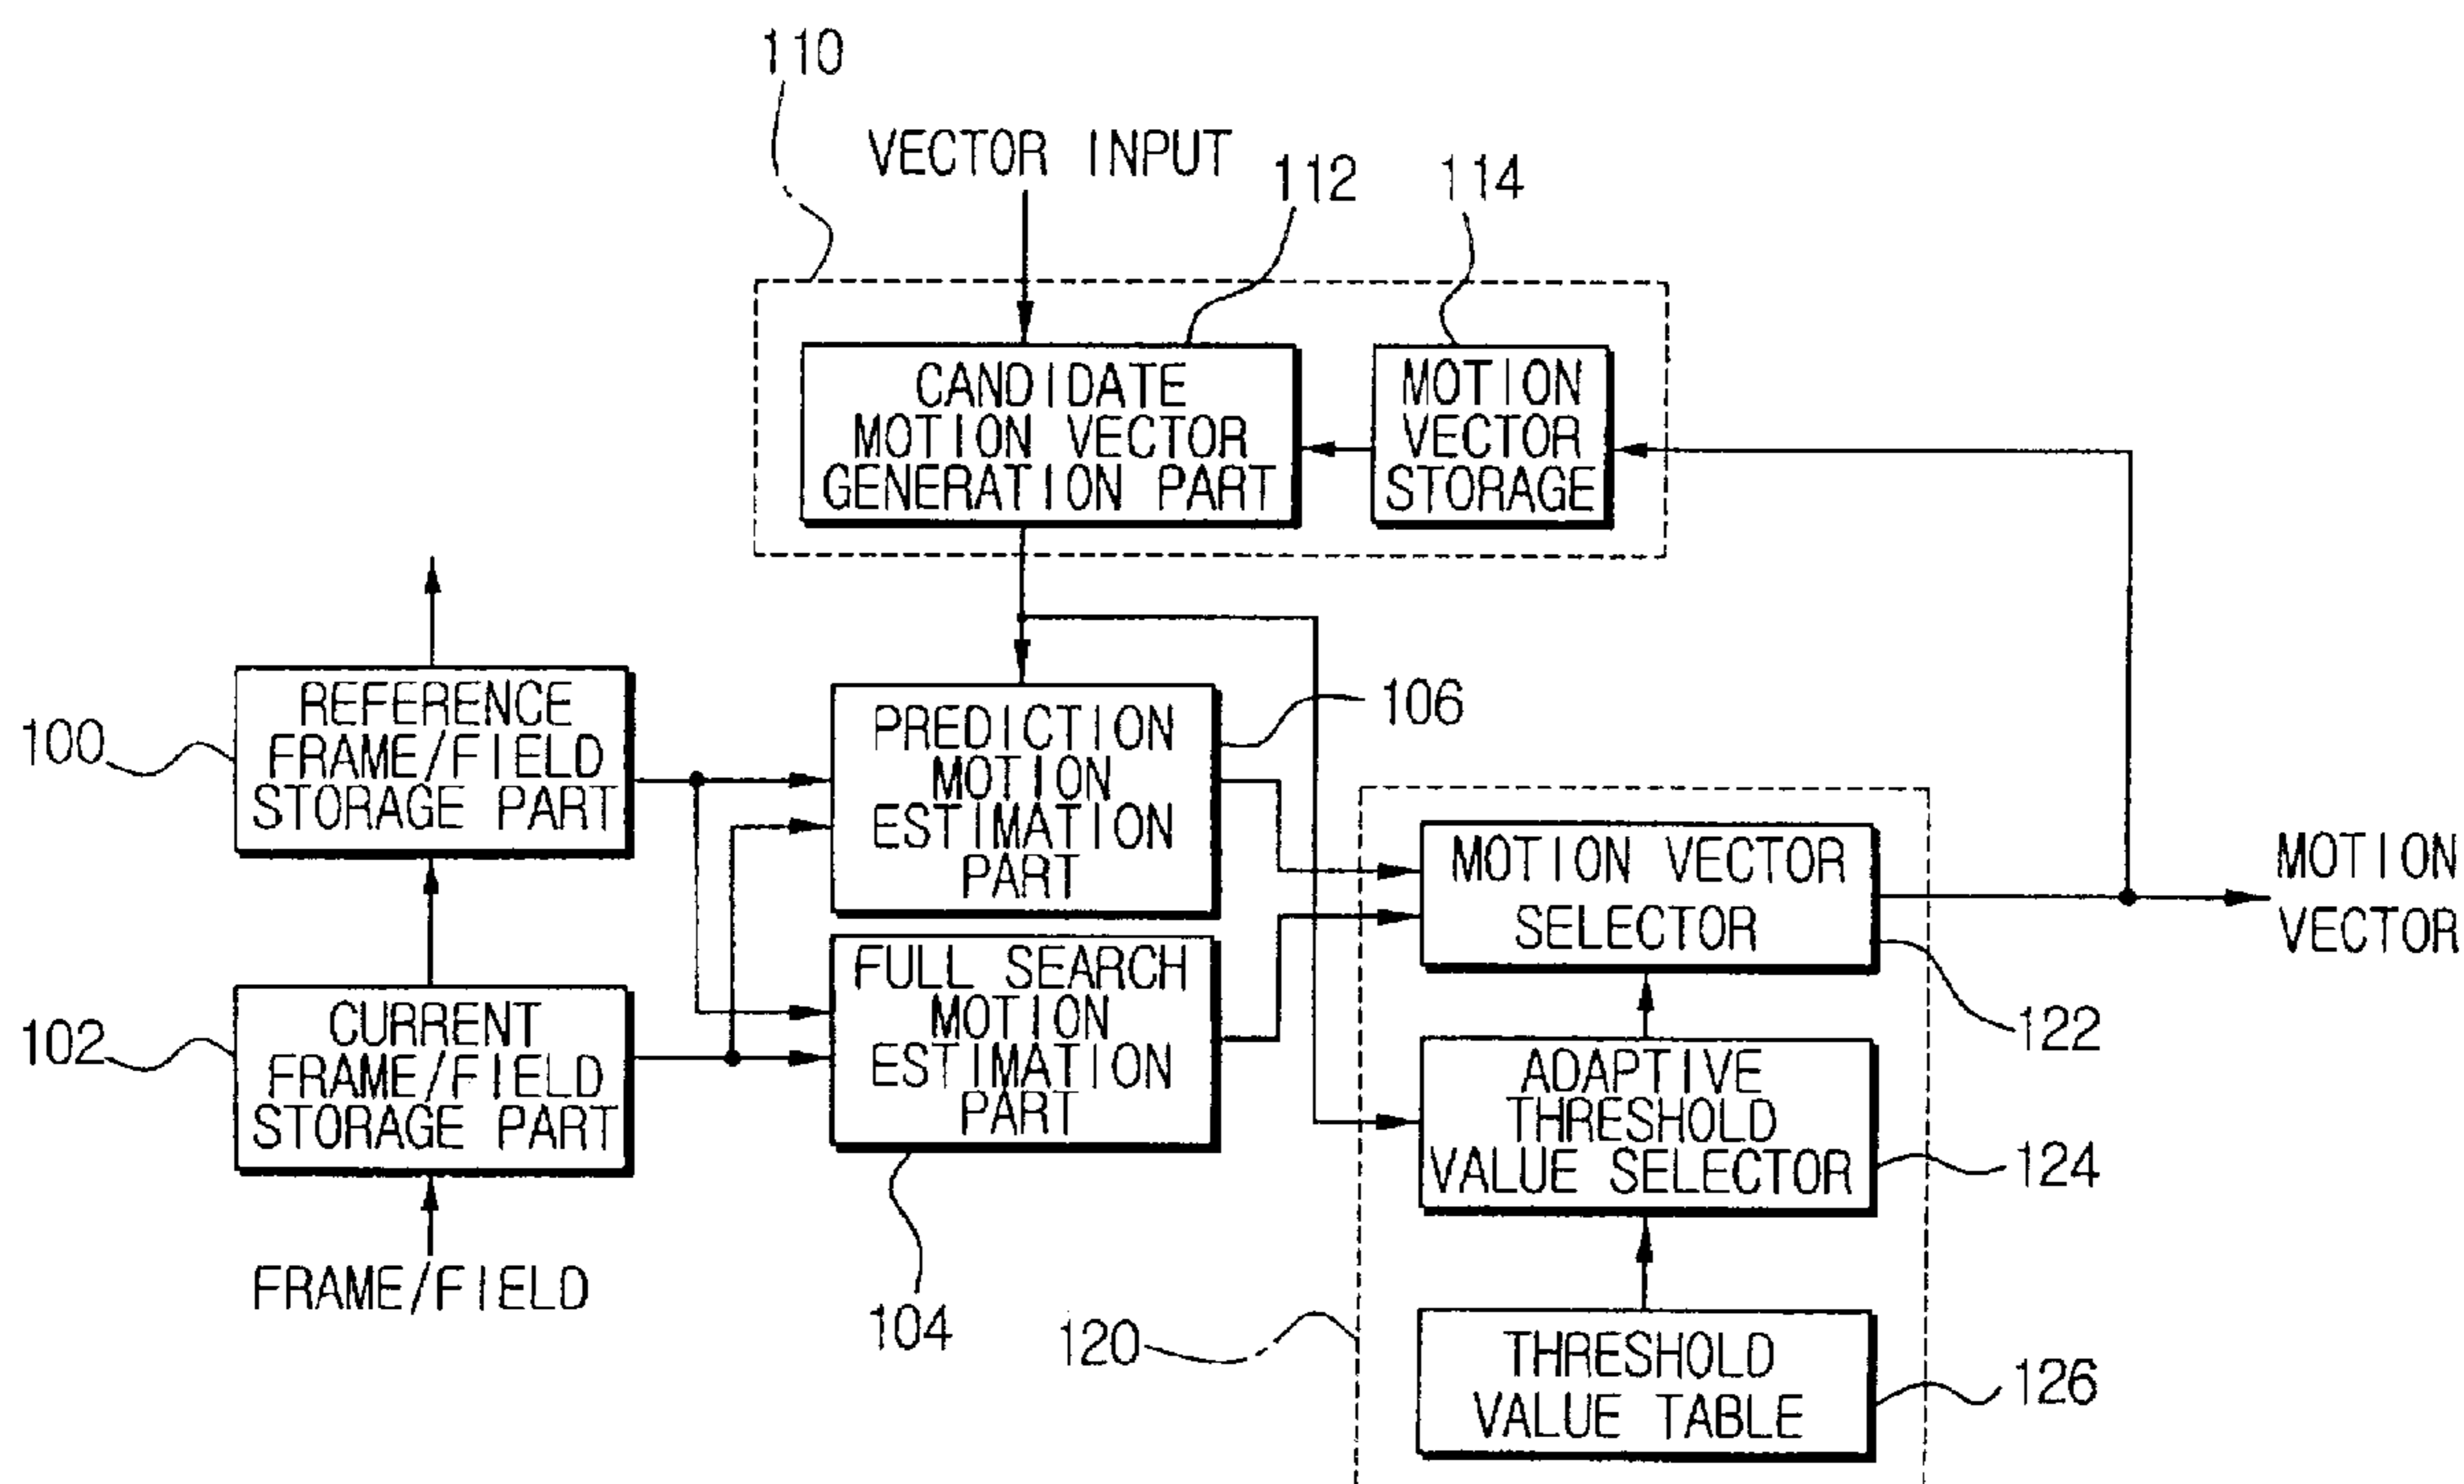 110
VECTOR INPUT
112
114
CANDIDATE
MOTION VECTOR
GENERATION PART
MOTION
VECTOR
STORAGE
100
REFERENCE
FRAME/FIELD
STORAGE PART
PREDICTION
MOTION
ESTIMATION
PART
106
102
CURRENT
FRAME/FIELD
STORAGE PART
FULL SEARCH
MOTION
ESTIMATION
PART
104
FRAME/FIELD
MOTION VECTOR
SELECTOR
122
MOTION
VECTOR
ADAPTIVE
THRESHOLD
VALUE SELECTOR
124
120
THRESHOLD
VALUE TABLE
126